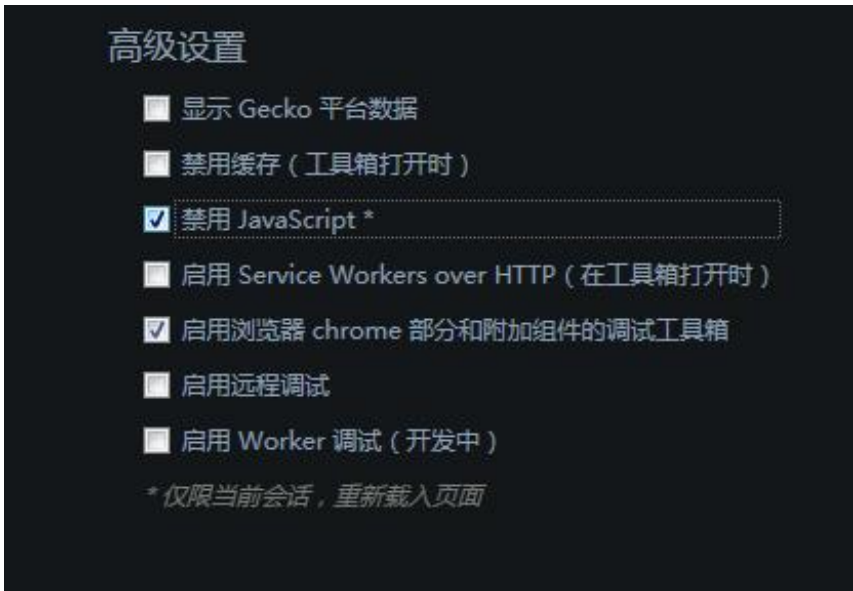 高级设置
显示 Gecko 平台数据
禁用缓存（工具箱打开时）
禁用 JavaScript *
启用 Service Workers over HTTP（在工具箱打开时）
启用浏览器 chrome 部分和附加组件的调试工具箱
启用远程调试
启用 Worker 调试（开发中）
* 仅限当前会话，重新载入页面